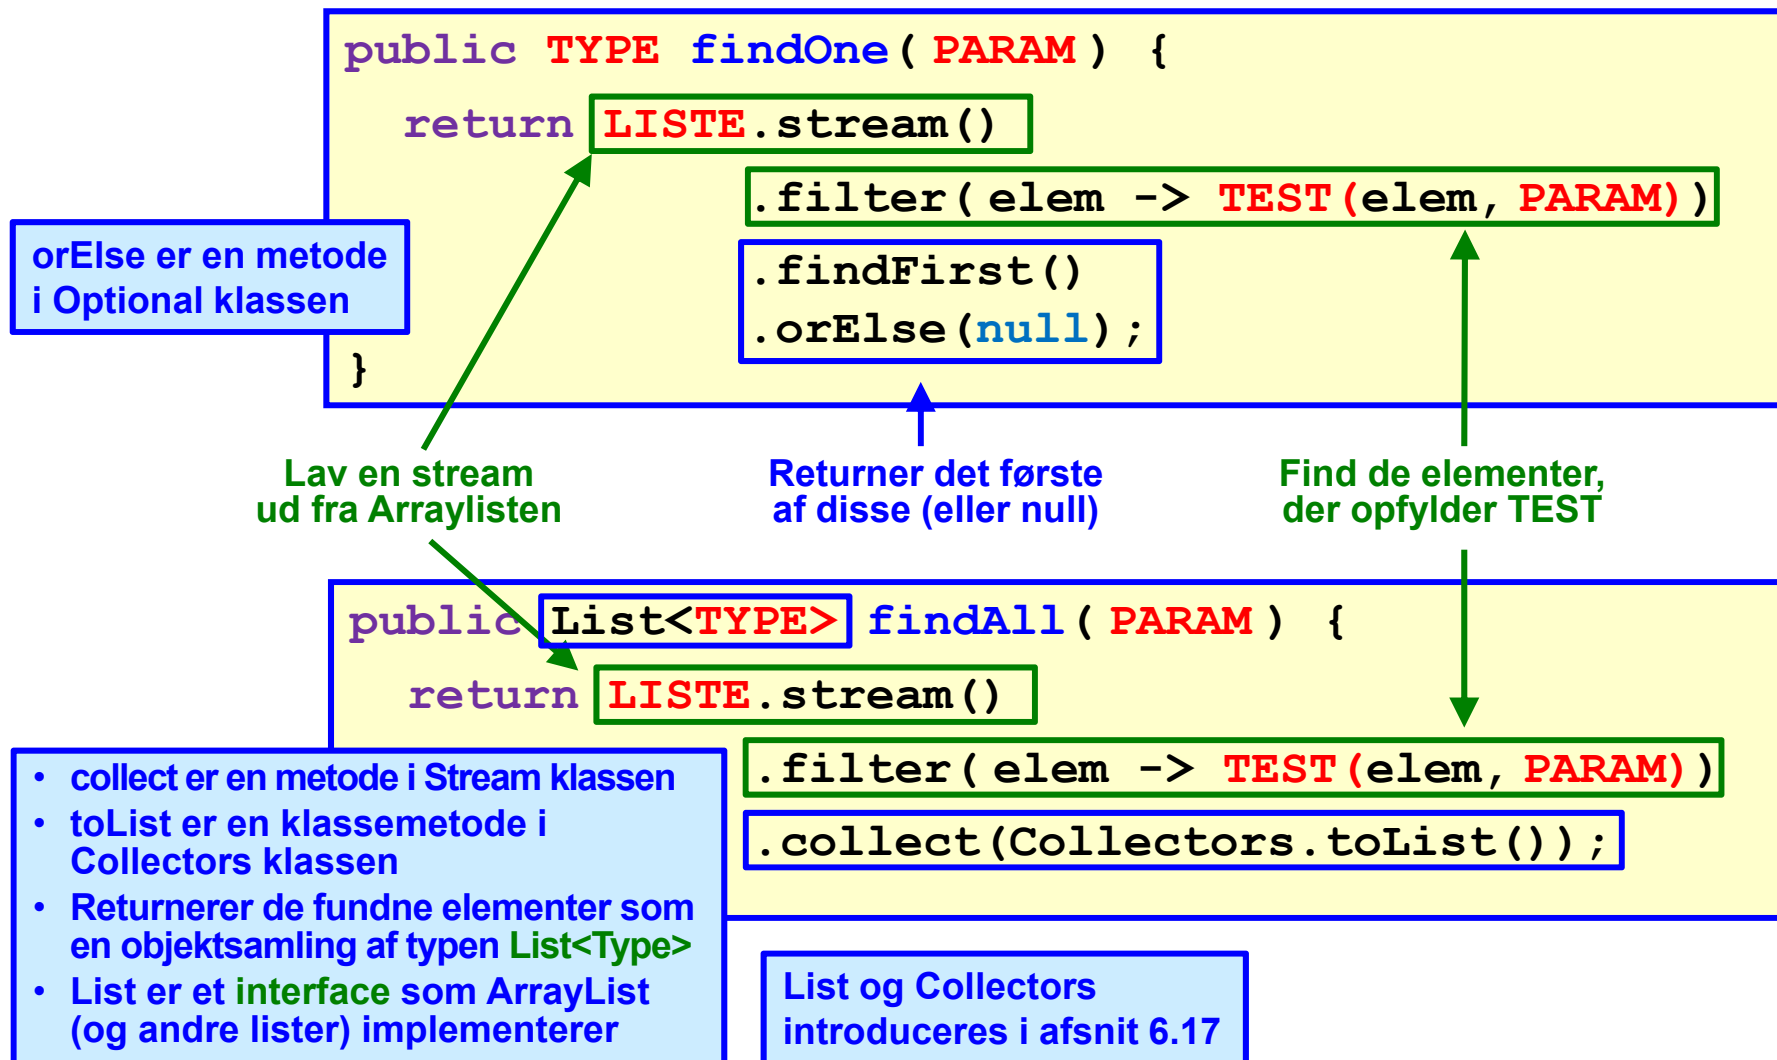 public TYPE findOne( PARAM ) {
return LISTE.stream()
.filter( elem -> TEST(elem, PARAM))
.findFirst()
.orElse(null);
}
orElse er en metode
i Optional klassen
Lav en stream
ud fra Arraylisten
Returner det første
af disse (eller null)
Find de elementer,
der opfylder TEST
public List<TYPE> findAll( PARAM ) {
return LISTE.stream()
.filter( elem -> TEST(elem, PARAM))
.collect(Collectors.toList());
• collect er en metode i Stream klassen
• toList er en klassemetode i
Collectors klassen
• Returnerer de fundne elementer som
en objektsamling af typen List<Type>
• List er et interface som ArrayList
(og andre lister) implementerer
List og Collectors
introduceres i afsnit 6.17